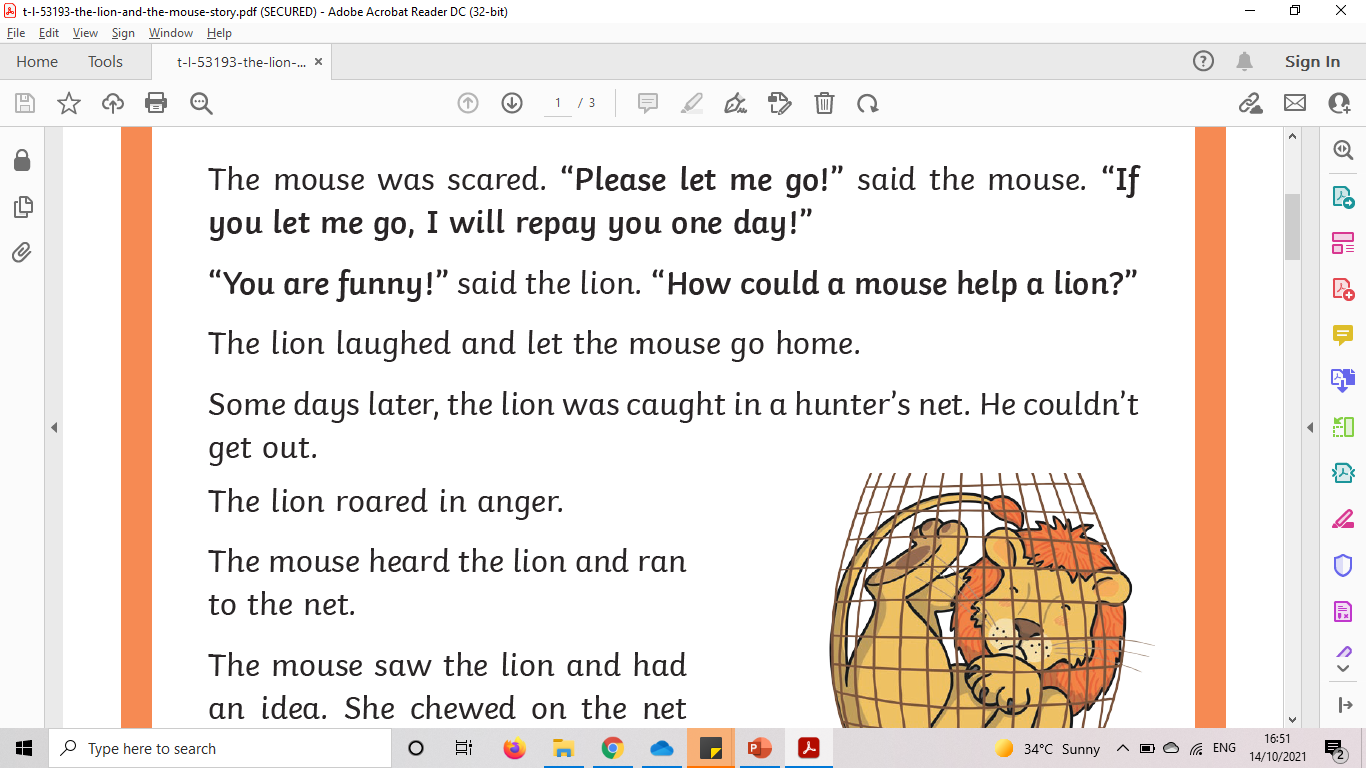 t-l-53193-the-lion-and-the-mouse-story.pdf (SECURED) - Adobe Acrobat Reader DC (32-bit)
File Edit View Sign Window Help
Home Tools t-l-53193-the-lion-... × Sign In
1 / 3
The mouse was scared. “Please let me go!” said the mouse. “If
you let me go, I will repay you one day!”
“You are funny!” said the lion. “How could a mouse help a lion?”
The lion laughed and let the mouse go home.
Some days later, the lion was caught in a hunter’s net. He couldn’t
get out.
The lion roared in anger.
The mouse heard the lion and ran
to the net.
The mouse saw the lion and had
an idea. She chewed on the net
Type here to search
34°C Sunny ENG 16:51
14/10/2021 2